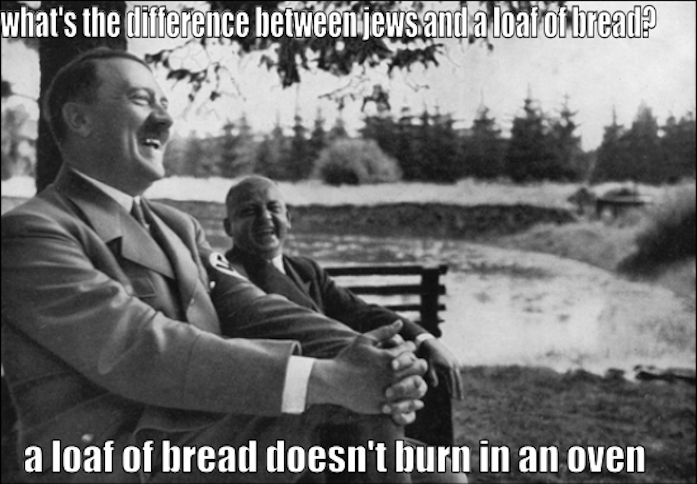 what's the difference between jews and a loaf of bread?
a loaf of bread doesn't burn in an oven